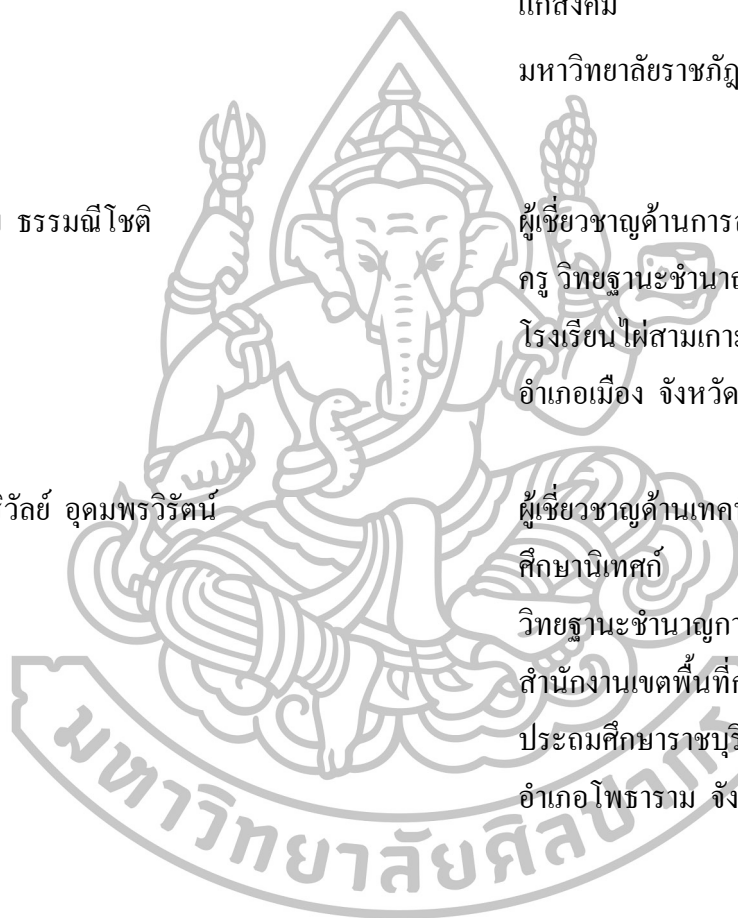 แก่สังคม
มหาวิทยาลัยราชภัฏ
ธรรมณีโชติ
ผู้เชี่ยวชาญด้านการ
ครู วิทยฐานะชำนาญ
โรงเรียนไผ่สามเกาะ
อำเภอเมือง จังหวัด
อุดมพรวิรัตน์
ผู้เชี่ยวชาญด้านเทค
ศึกษานิเทศก์
วิทยฐานะชำนาญกา
สำนักงานเขตพื้นที่ก
ประถมศึกษาราชบุรี
อำเภอโพธาราม จัง
มหาวิทยาลัยศิลปากร